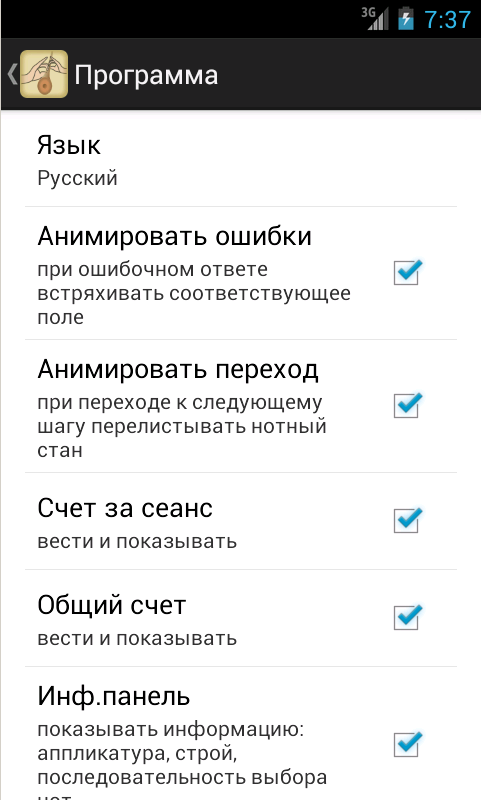 3G 7:37
Программа
Язык
Русский
Анимировать ошибки
при ошибочном ответе
встряхивать соответствующее
поле
Анимировать переход
при переходе к следующему
шагу перелистывать нотный
стан
Счет за сеанс
вести и показывать
Общий счет
вести и показывать
Инф.панель
показывать информацию:
аппликатура, строй,
последовательность выбора